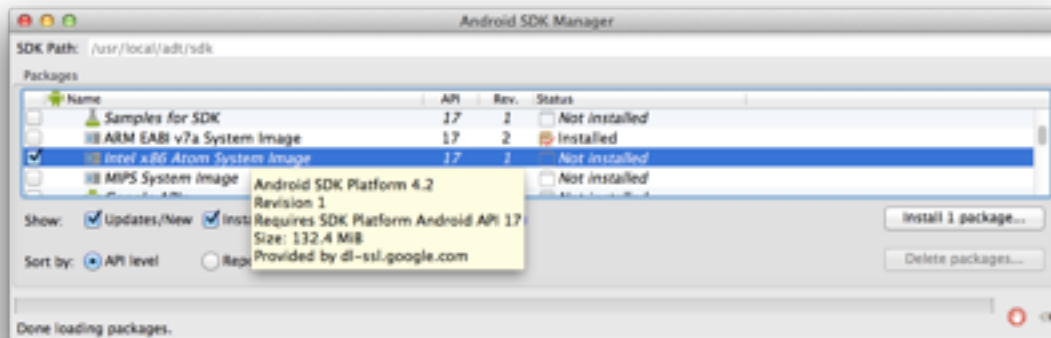 Android SDK Manager
SDK Path: /usr/local/adt/sdk
Packages
Name API Rev. Status
Samples for SDK 17 1 Not installed
ARM EABI v7a System Image 17 2 Installed
Intel x86 Atom System Image 17 1 Not installed
MIPS System Image Not installed
Android SDK Platform 4.2
Revision 1
Requires SDK Platform Android API 17
Size: 132.4 MiB
Provided by dl-ssl.google.com
Show: Updates/New Insta Install 1 package...
Sort by: API level Repo Delete packages...
Done loading packages.